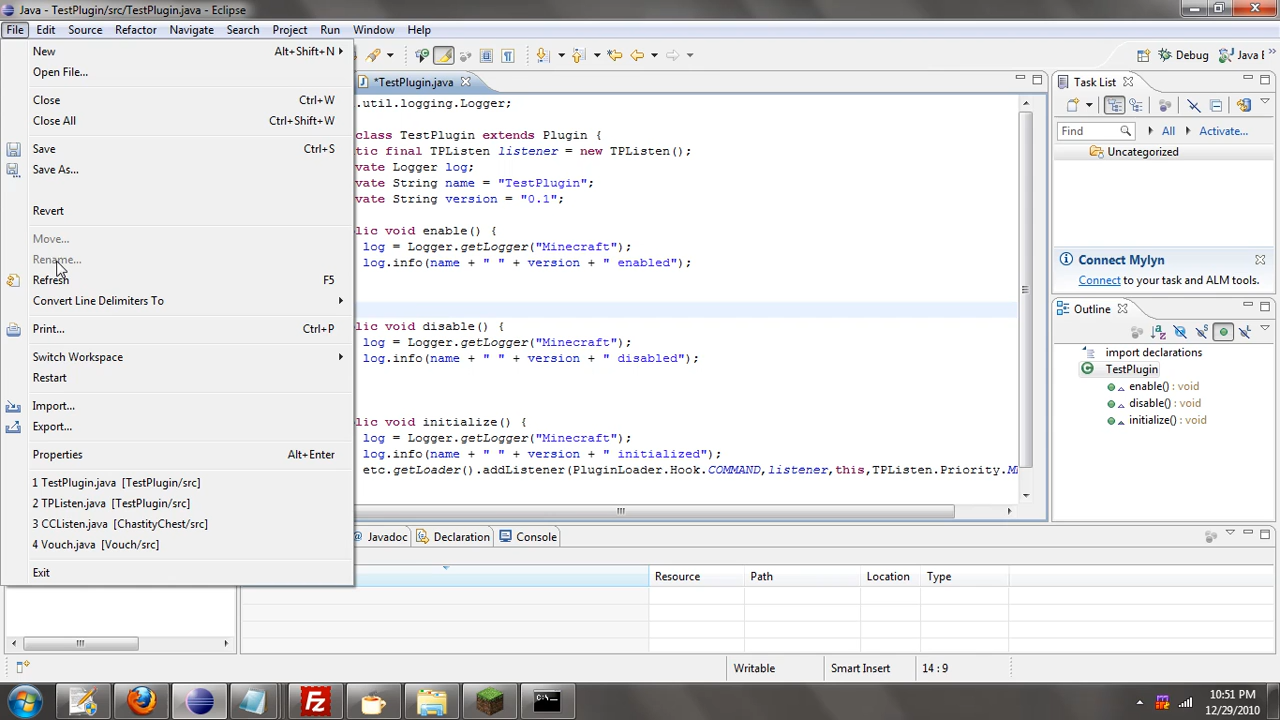 Java - TestPlugin/src/TestPlugin.java - Eclipse
File Edit Source Refactor Navigate Search Project Run Window Help
New Alt+Shift+N
Open File...
Close Ctrl+W
Close All Ctrl+Shift+W
Save Ctrl+S
Save As...
Revert
Move...
Rename...
Refresh F5
Convert Line Delimiters To
Print... Ctrl+P
Switch Workspace
Restart
Import...
Export...
Properties Alt+Enter
1 TestPlugin.java [TestPlugin/src]
2 TPListen.java [TestPlugin/src]
3 CCListen.java [ChastityChest/src]
4 Vouch.java [Vouch/src]
Exit
Debug Java E
*TestPlugin.java
.util.logging.Logger;
class TestPlugin extends Plugin {
tic final TPListen listener = new TPListen();
vate Logger log;
vate String name = "TestPlugin";
vate String version = "0.1";
lic void enable() {
log = Logger.getLogger("Minecraft");
log.info(name + " " + version + " enabled");
lic void disable() {
log = Logger.getLogger("Minecraft");
log.info(name + " " + version + " disabled");
lic void initialize() {
log = Logger.getLogger("Minecraft");
log.info(name + " " + version + " initialized");
etc.getLoader().addListener(PluginLoader.Hook.COMMAND,listener,this,TPListen.Priority.M
Task List
Find All Activate...
Uncategorized
Connect Mylyn
Connect to your task and ALM tools.
Outline
import declarations
TestPlugin
enable() : void
disable() : void
initialize() : void
@ Javadoc Declaration Console
Resource Path Location Type
Writable Smart Insert 14 : 9
10:51 PM
12/29/2010